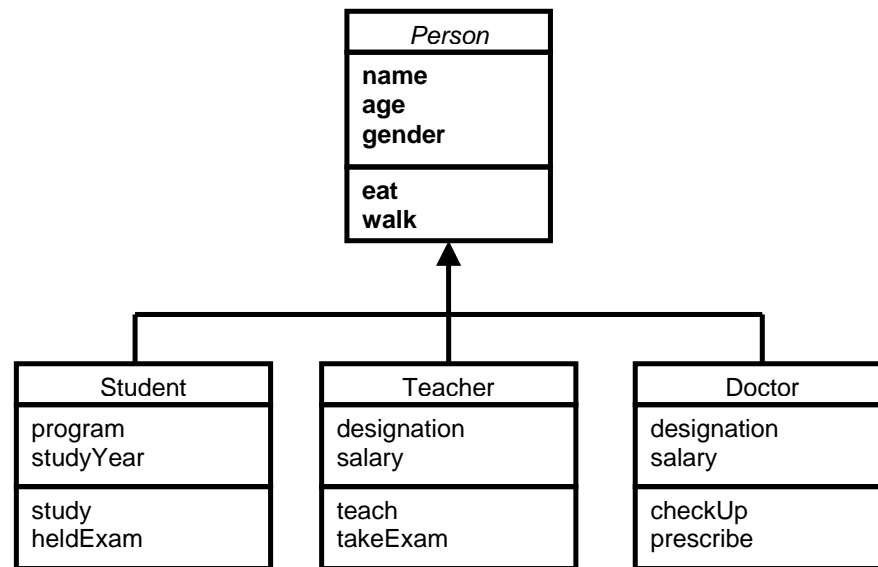 Person
name
age
gender
eat
walk
Student
program
studyYear
study
heldExam
Teacher
designation
salary
teach
takeExam
Doctor
designation
salary
checkUp
prescribe